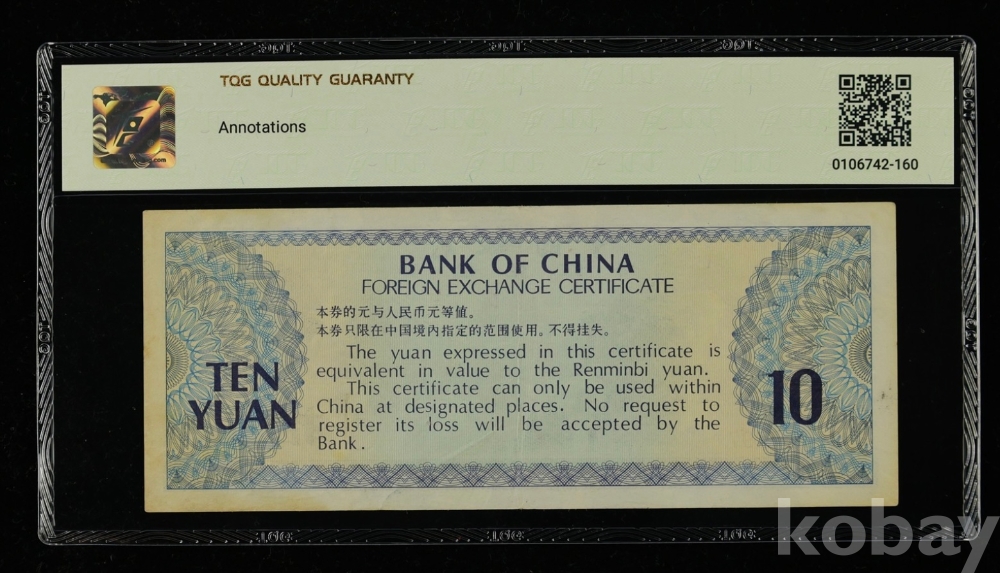 TQG QUALITY GUARANTY
Annotations
0106742-160
BANK OF CHINA
FOREIGN EXCHANGE CERTIFICATE
本券的元与人民币元等值。
本券只限在中国境内指定的范围使用。不得挂失。
The yuan expressed in this certificate is
equivalent in value to the Renminbi yuan.
This certificate can only be used within
China at designated places. No request to
register its loss will be accepted by the
Bank.
TEN
YUAN
10
kobay